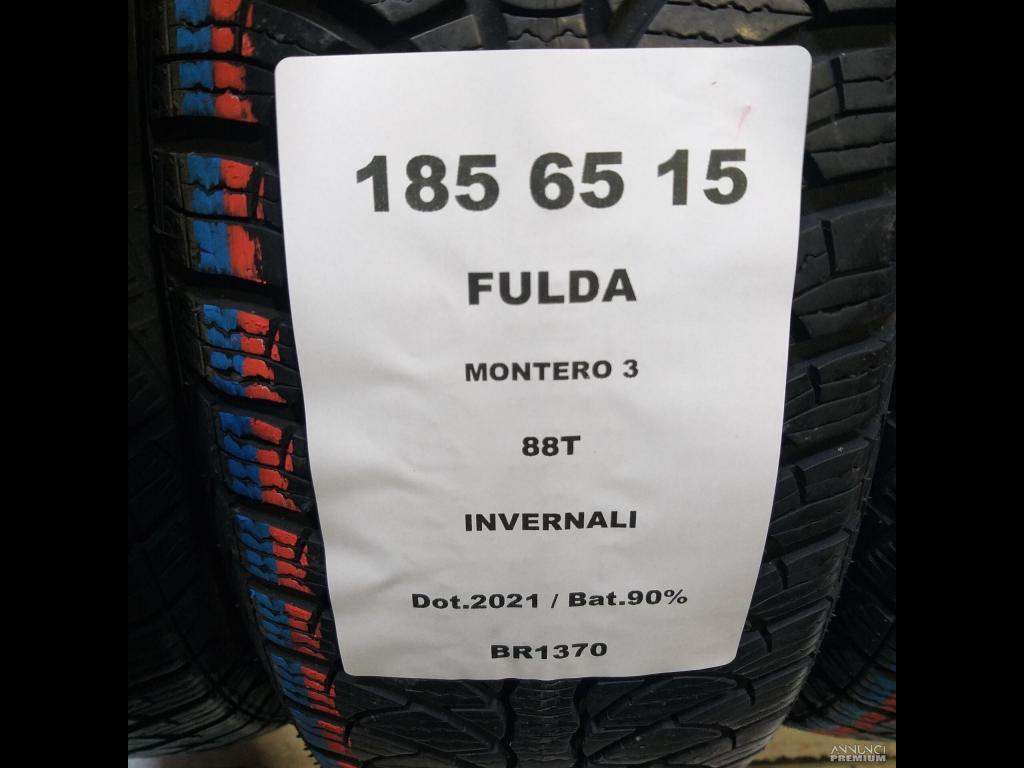 185 65 15
FULDA
MONTERO 3
88T
INVERNALI
Dot.2021 / Bat.90%
BR1370
ANNUNCI
PREMIUM